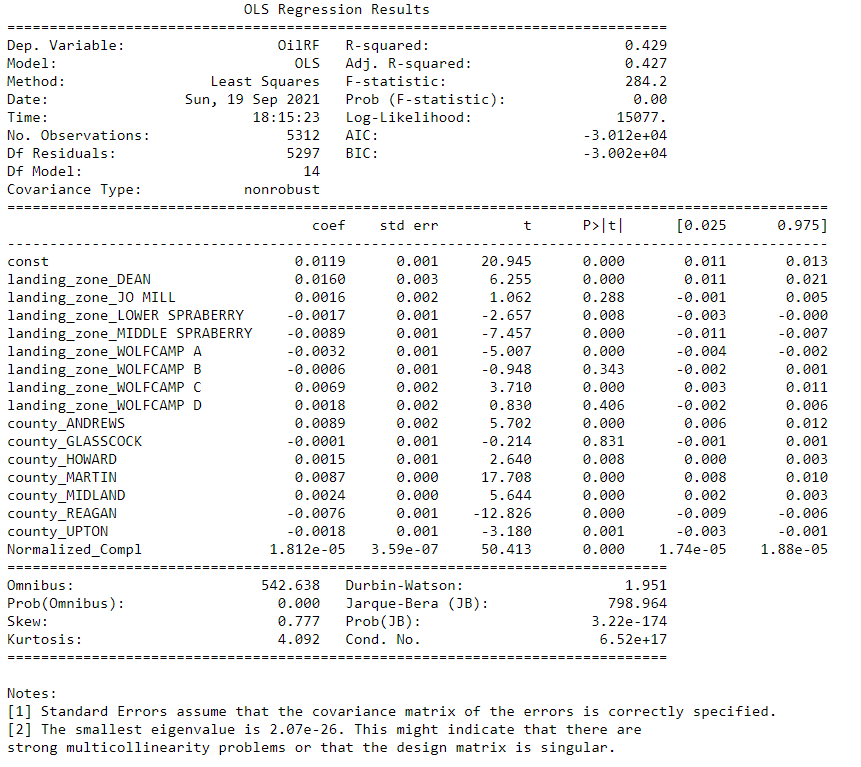 OLS Regression Results
==============================================================================
Dep. Variable:                  OilRF   R-squared:                       0.429
Model:                            OLS   Adj. R-squared:                  0.427
Method:                 Least Squares   F-statistic:                     284.2
Date:                Sun, 19 Sep 2021   Prob (F-statistic):               0.00
Time:                        18:15:23   Log-Likelihood:                 15077.
No. Observations:                5312   AIC:                        -3.012e+04
Df Residuals:                    5297   BIC:                        -3.002e+04
Df Model:                          14
Covariance Type:            nonrobust
=================================================================================================
                                    coef    std err          t      P>|t|      [0.025      0.975]
-------------------------------------------------------------------------------------------------
const                             0.0119      0.001     20.945      0.000       0.011       0.013
landing_zone_DEAN                 0.0160      0.003      6.255      0.000       0.011       0.021
landing_zone_JO MILL              0.0016      0.002      1.062      0.288      -0.001       0.005
landing_zone_LOWER SPRABERRY     -0.0017      0.001     -2.657      0.008      -0.003      -0.000
landing_zone_MIDDLE SPRABERRY    -0.0089      0.001     -7.457      0.000      -0.011      -0.007
landing_zone_WOLFCAMP A          -0.0032      0.001     -5.007      0.000      -0.004      -0.002
landing_zone_WOLFCAMP B          -0.0006      0.001     -0.948      0.343      -0.002       0.001
landing_zone_WOLFCAMP C           0.0069      0.002      3.710      0.000       0.003       0.011
landing_zone_WOLFCAMP D           0.0018      0.002      0.830      0.406      -0.002       0.006
county_ANDREWS                    0.0089      0.002      5.702      0.000       0.006       0.012
county_GLASSCOCK                 -0.0001      0.001     -0.214      0.831      -0.001       0.001
county_HOWARD                     0.0015      0.001      2.640      0.008       0.000       0.003
county_MARTIN                     0.0087      0.000     17.708      0.000       0.008       0.010
county_MIDLAND                    0.0024      0.000      5.644      0.000       0.002       0.003
county_REAGAN                    -0.0076      0.001    -12.826      0.000      -0.009      -0.006
county_UPTON                     -0.0018      0.001     -3.180      0.001      -0.003      -0.001
Normalized_Compl               1.812e-05   3.59e-07     50.413      0.000    1.74e-05    1.88e-05
==============================================================================
Omnibus:                      542.638   Durbin-Watson:                   1.951
Prob(Omnibus):                  0.000   Jarque-Bera (JB):              798.964
Skew:                           0.777   Prob(JB):                    3.22e-174
Kurtosis:                       4.092   Cond. No.                     6.52e+17
==============================================================================

Notes:
[1] Standard Errors assume that the covariance matrix of the errors is correctly specified.
[2] The smallest eigenvalue is 2.07e-26. This might indicate that there are
strong multicollinearity problems or that the design matrix is singular.